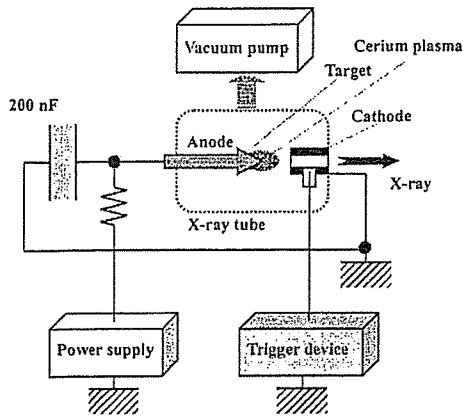 Vacuum pump
Cerium plasma
Target
Cathode
200 nF
Anode
X-ray
X-ray tube
Power supply
Trigger device